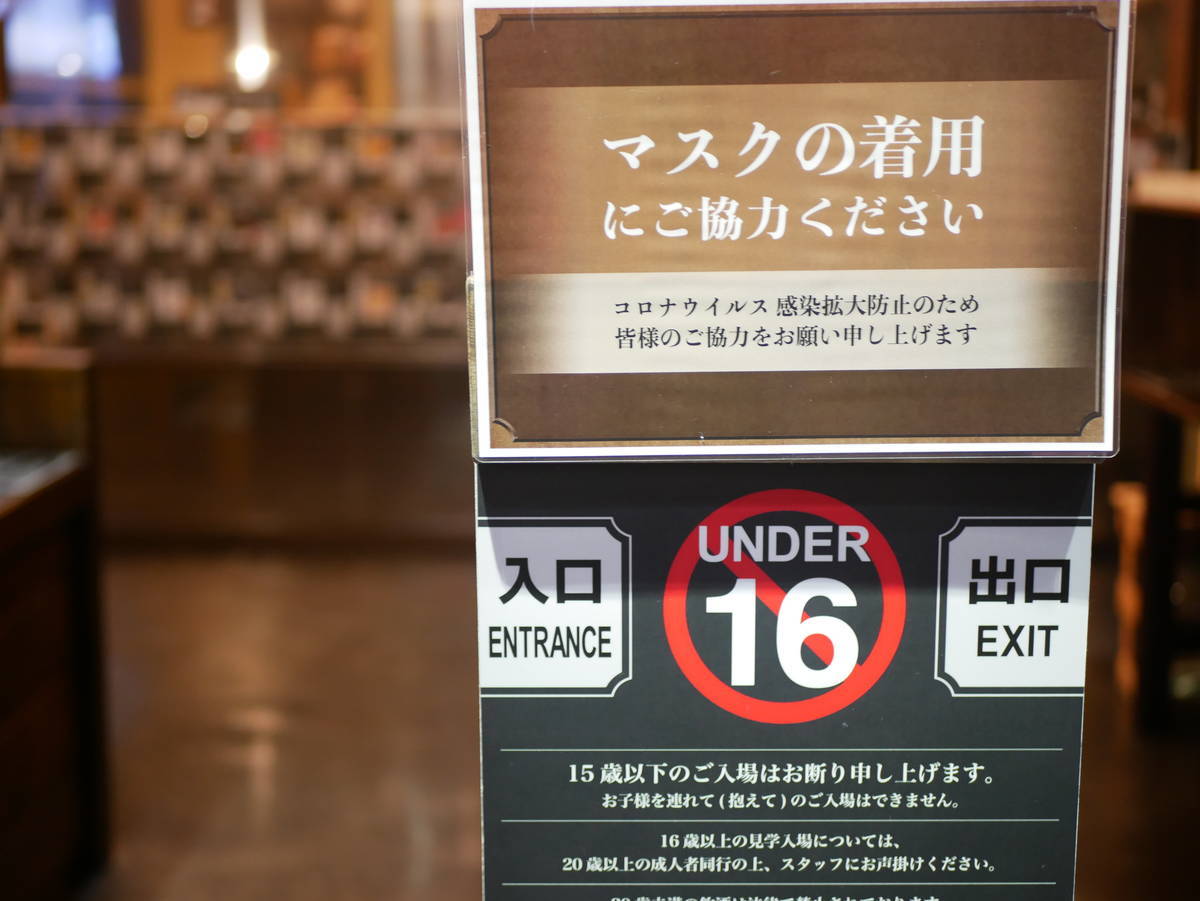 マスクの着用
にご協力ください
コロナウイルス 感染拡大防止のため
皆様のご協力をお願い申し上げます
入口
ENTRANCE
UNDER
16
出口
EXIT
15歳以下のご入場はお断り申し上げます。
お子様を連れて(抱えて)のご入場はできません。
16歳以上の見学入場については、
20歳以上の成人者同行の上、スタッフにお声掛けください。